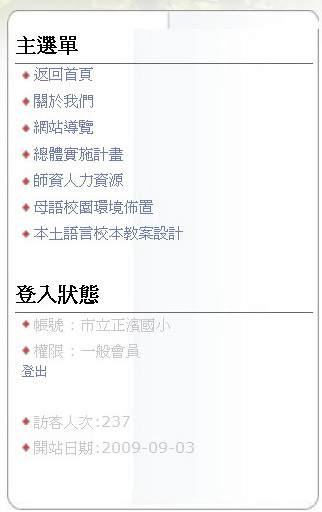 主選單
返回首頁
關於我們
網站導覽
總體實施計畫
師資人力資源
母語校園環境佈置
本土語言校本教案設計
登入狀態
帳號：市立正濱國小
權限：一般會員
登出
訪客人次:237
開站日期:2009-09-03